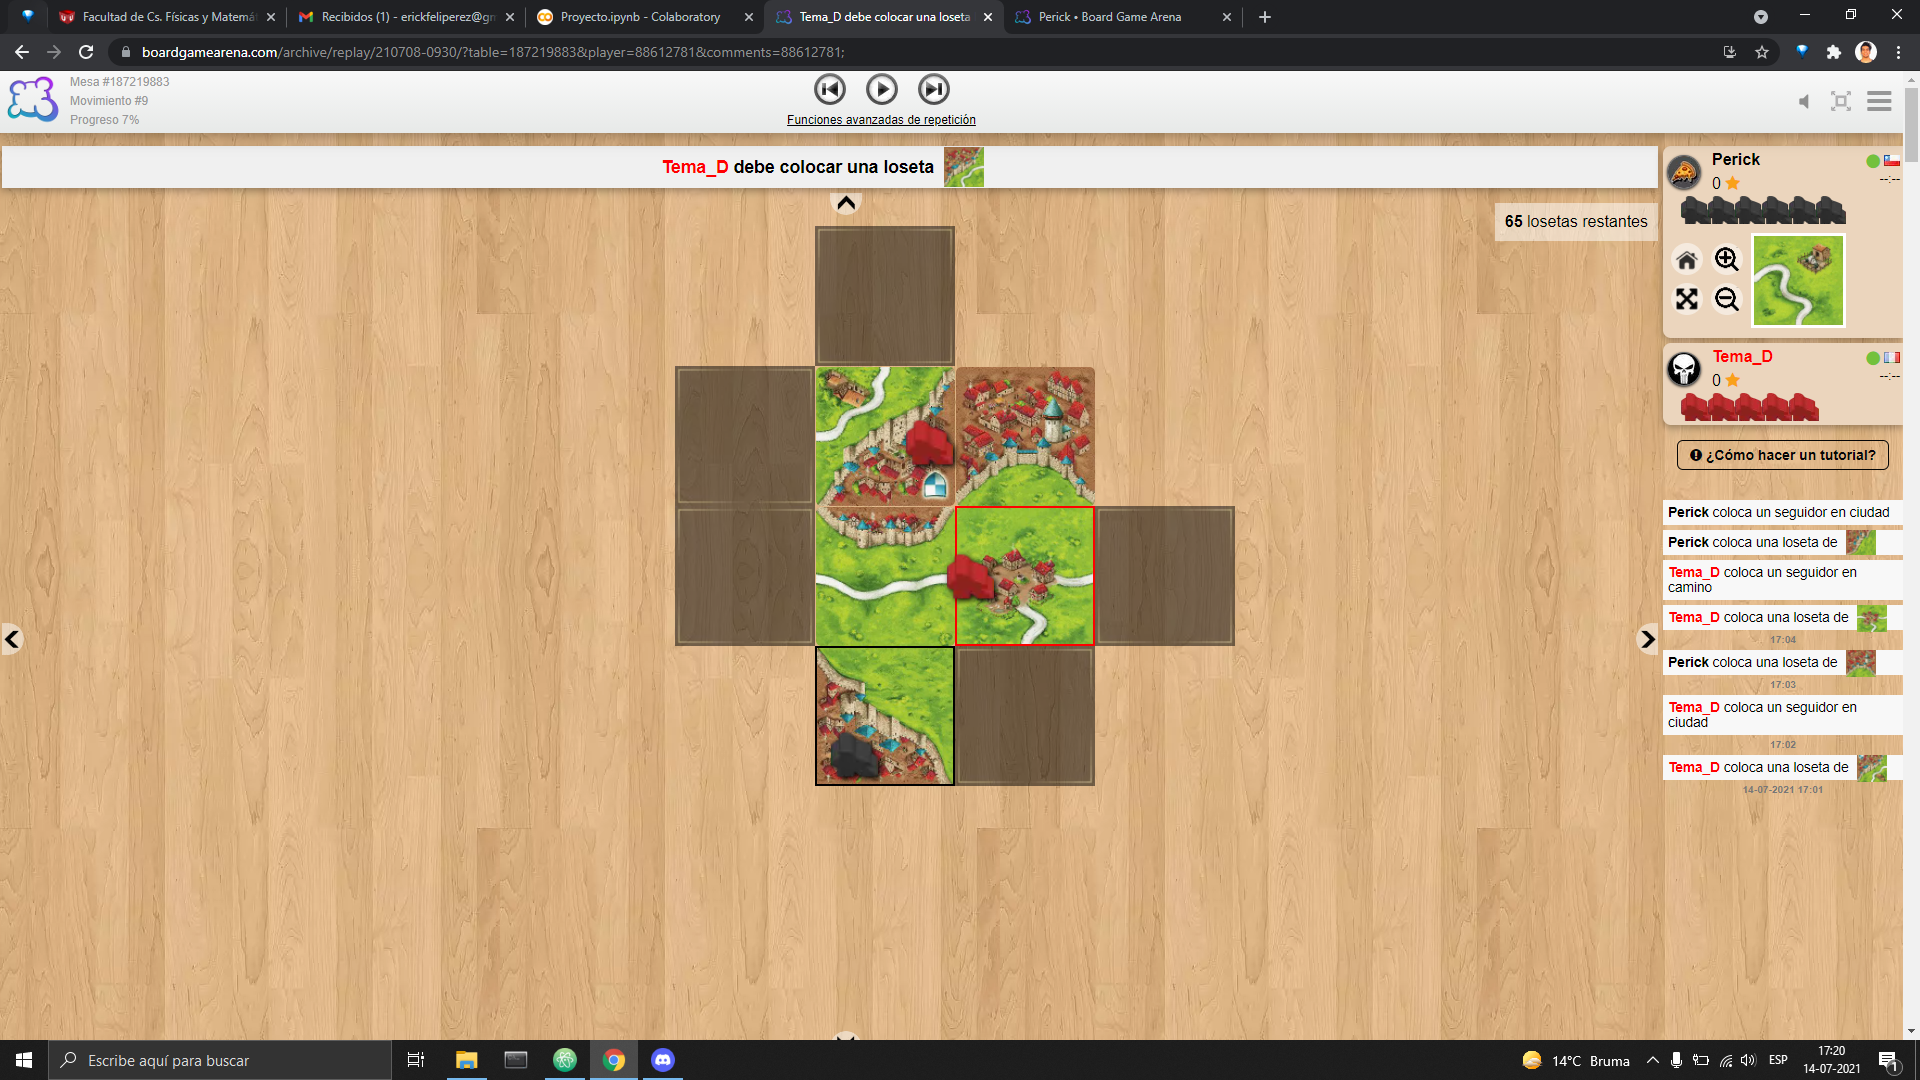 Facultad de Cs. Físicas y Matemá
Recibidos (1) - erickfeliperez@gm
Proyecto.ipynb - Colaboratory
Tema_D debe colocar una loseta
Perick • Board Game Arena
boardgamearena.com/archive/replay/210708-0930/?table=187219883&player=88612781&comments=88612781;
Mesa #187219883
Movimiento #9
Progreso 7%
Funciones avanzadas de repetición
Tema_D debe colocar una loseta
65 losetas restantes
Perick
0
--:--
Tema_D
0
--:--
¿Cómo hacer un tutorial?
Perick coloca un seguidor en ciudad
Perick coloca una loseta de
Tema_D coloca un seguidor en
camino
Tema_D coloca una loseta de
17:04
Perick coloca una loseta de
17:03
Tema_D coloca un seguidor en
ciudad
17:02
Tema_D coloca una loseta de
14-07-2021 17:01
Escribe aquí para buscar
14°C Bruma
ESP
17:20
14-07-2021
1